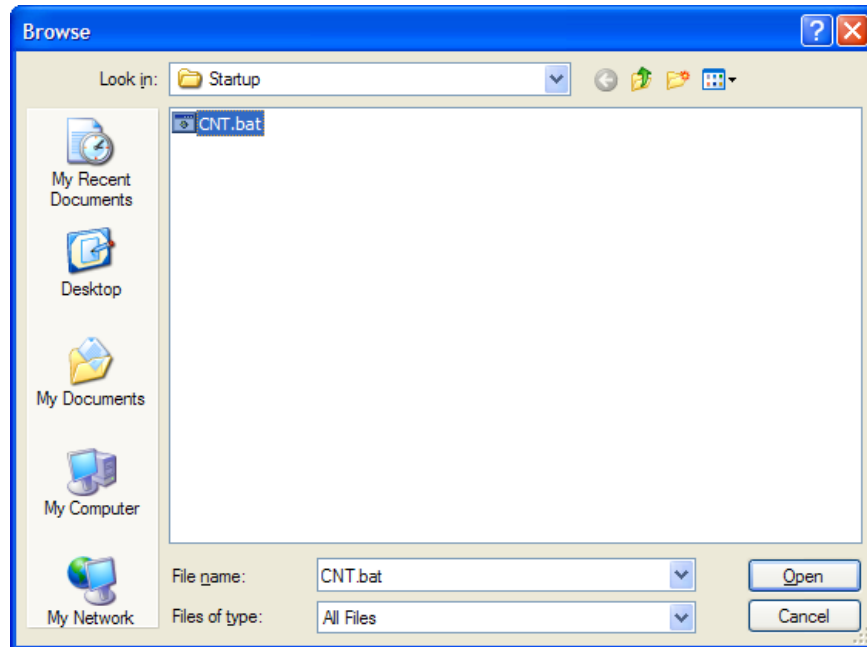 Browse
Look in: Startup
CNT.bat
My Recent
Documents
Desktop
My Documents
My Computer
My Network
File name: CNT.bat Open
Files of type: All Files Cancel